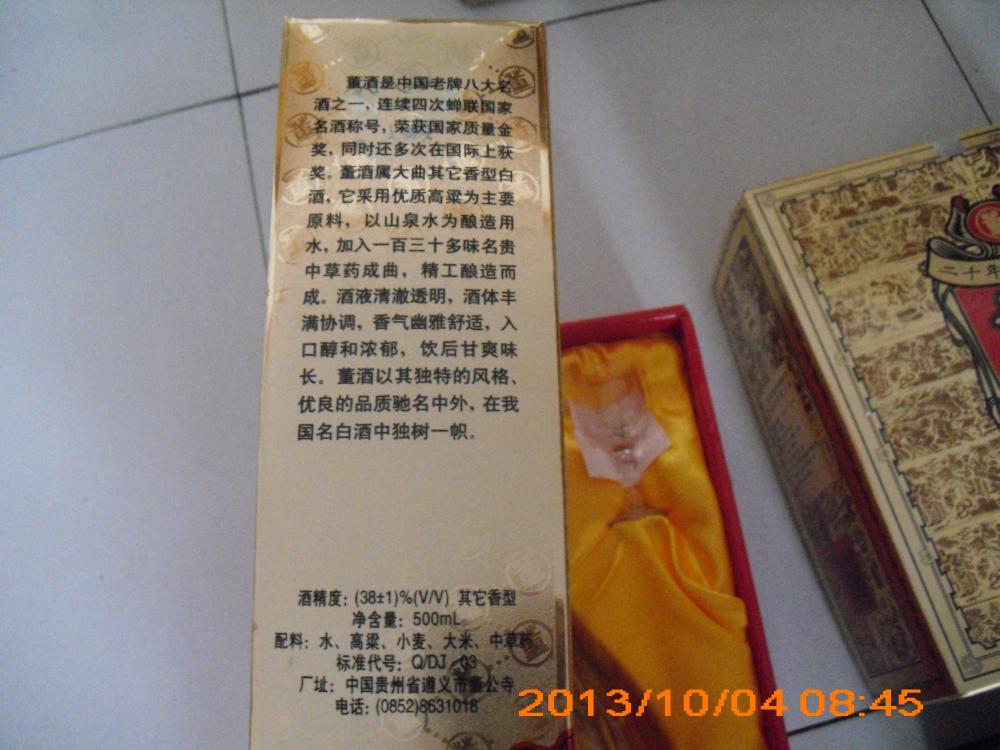 董酒是中国老牌八大名
酒之一，连续四次蝉联国家
名酒称号，荣获国家质量金
奖，同时还多次在国际上获
奖。董酒属大曲其它香型白
酒，它采用优质高粱为主要
原料，以山泉水为酿造用
水，加入一百三十多味名贵
中草药成曲，精工酿造而
成。酒液清澈透明，酒体丰
满协调，香气幽雅舒适，入
口醇和浓郁，饮后甘爽味
长。董酒以其独特的风格、
优良的品质驰名中外，在我
国名白酒中独树一帜。
酒精度：(38±1)%(V/V) 其它香型
净含量：500mL
配料：水、高粱、小麦、大米、中草药
标准代号：Q/DJ 03
厂址：中国贵州省遵义市董公寺
电话：(0852)8631018
二十年
2013/10/04 08:45